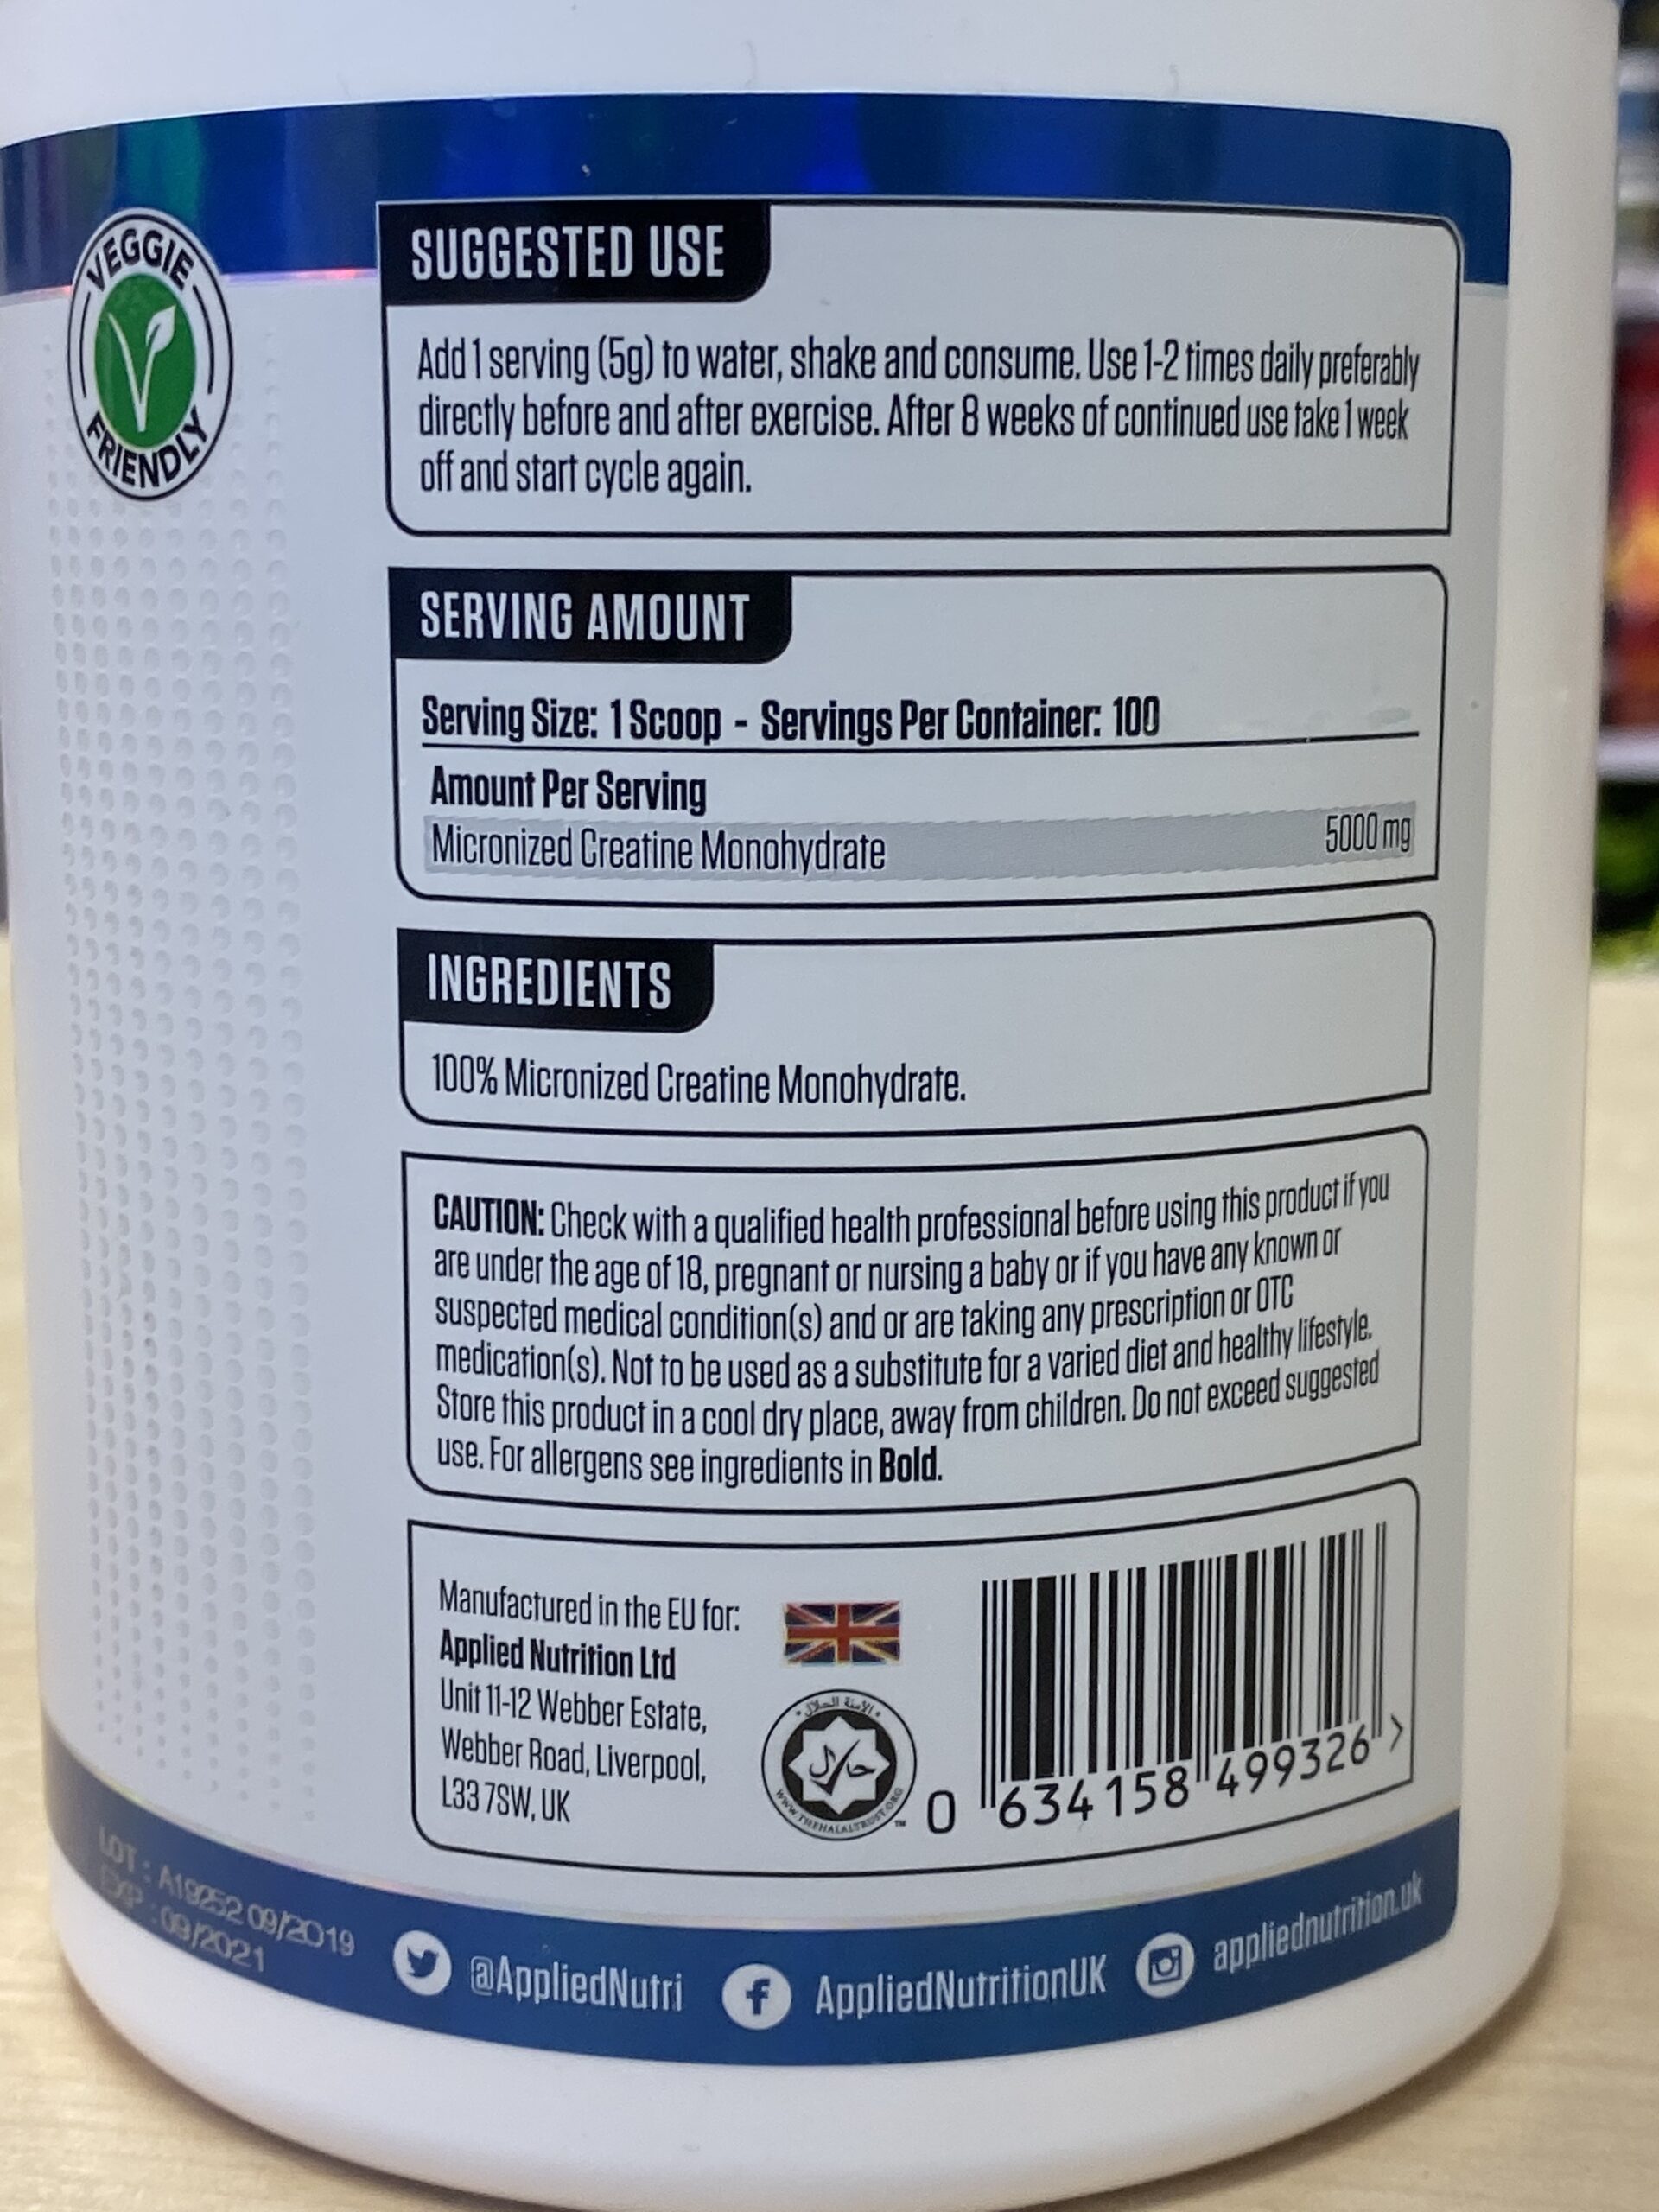 VEGGIE
FRIENDLY
SUGGESTED USE
Add 1 serving (5g) to water, shake and consume. Use 1-2 times daily preferably
directly before and after exercise. After 8 weeks of continued use take 1 week
off and start cycle again.
SERVING AMOUNT
Serving Size: 1 Scoop - Servings Per Container: 100
Amount Per Serving
Micronized Creatine Monohydrate 5000 mg
INGREDIENTS
100% Micronized Creatine Monohydrate.
CAUTION: Check with a qualified health professional before using this product if you
are under the age of 18, pregnant or nursing a baby or if you have any known or
suspected medical condition(s) and or are taking any prescription or OTC
medication(s). Not to be used as a substitute for a varied diet and healthy lifestyle.
Store this product in a cool dry place, away from children. Do not exceed suggested
use. For allergens see ingredients in Bold.
Manufactured in the EU for:
Applied Nutrition Ltd
Unit 11-12 Webber Estate,
Webber Road, Liverpool,
L33 7SW, UK
حلال
WWW.THEHALALTRUST.ORG
TM
0 634158 499326 >
LOT : A19252 09/2019
EXP : 09/2021
@AppliedNutri
AppliedNutritionUK
appliednutrition.uk